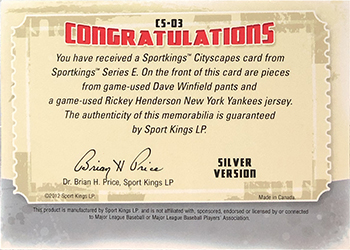 CS-03
CONGRATULATIONS
You have received a Sportkings™ Cityscapes card from
Sportkings™ Series E. On the front of this card are pieces
from game-used Dave Winfield pants and
a game-used Rickey Henderson New York Yankees jersey.
The authenticity of this memorabilia is guaranteed
by Sport Kings LP.
Brian H Price
SILVER
VERSION
Dr. Brian H. Price, Sport Kings LP
©2012 Sport Kings LP.
Made in Canada.
This product is manufactured by Sport Kings LP and is not affiliated with, sponsored, endorsed or licensed by or connected
to Major League Baseball or Major League Baseball Players' Association.